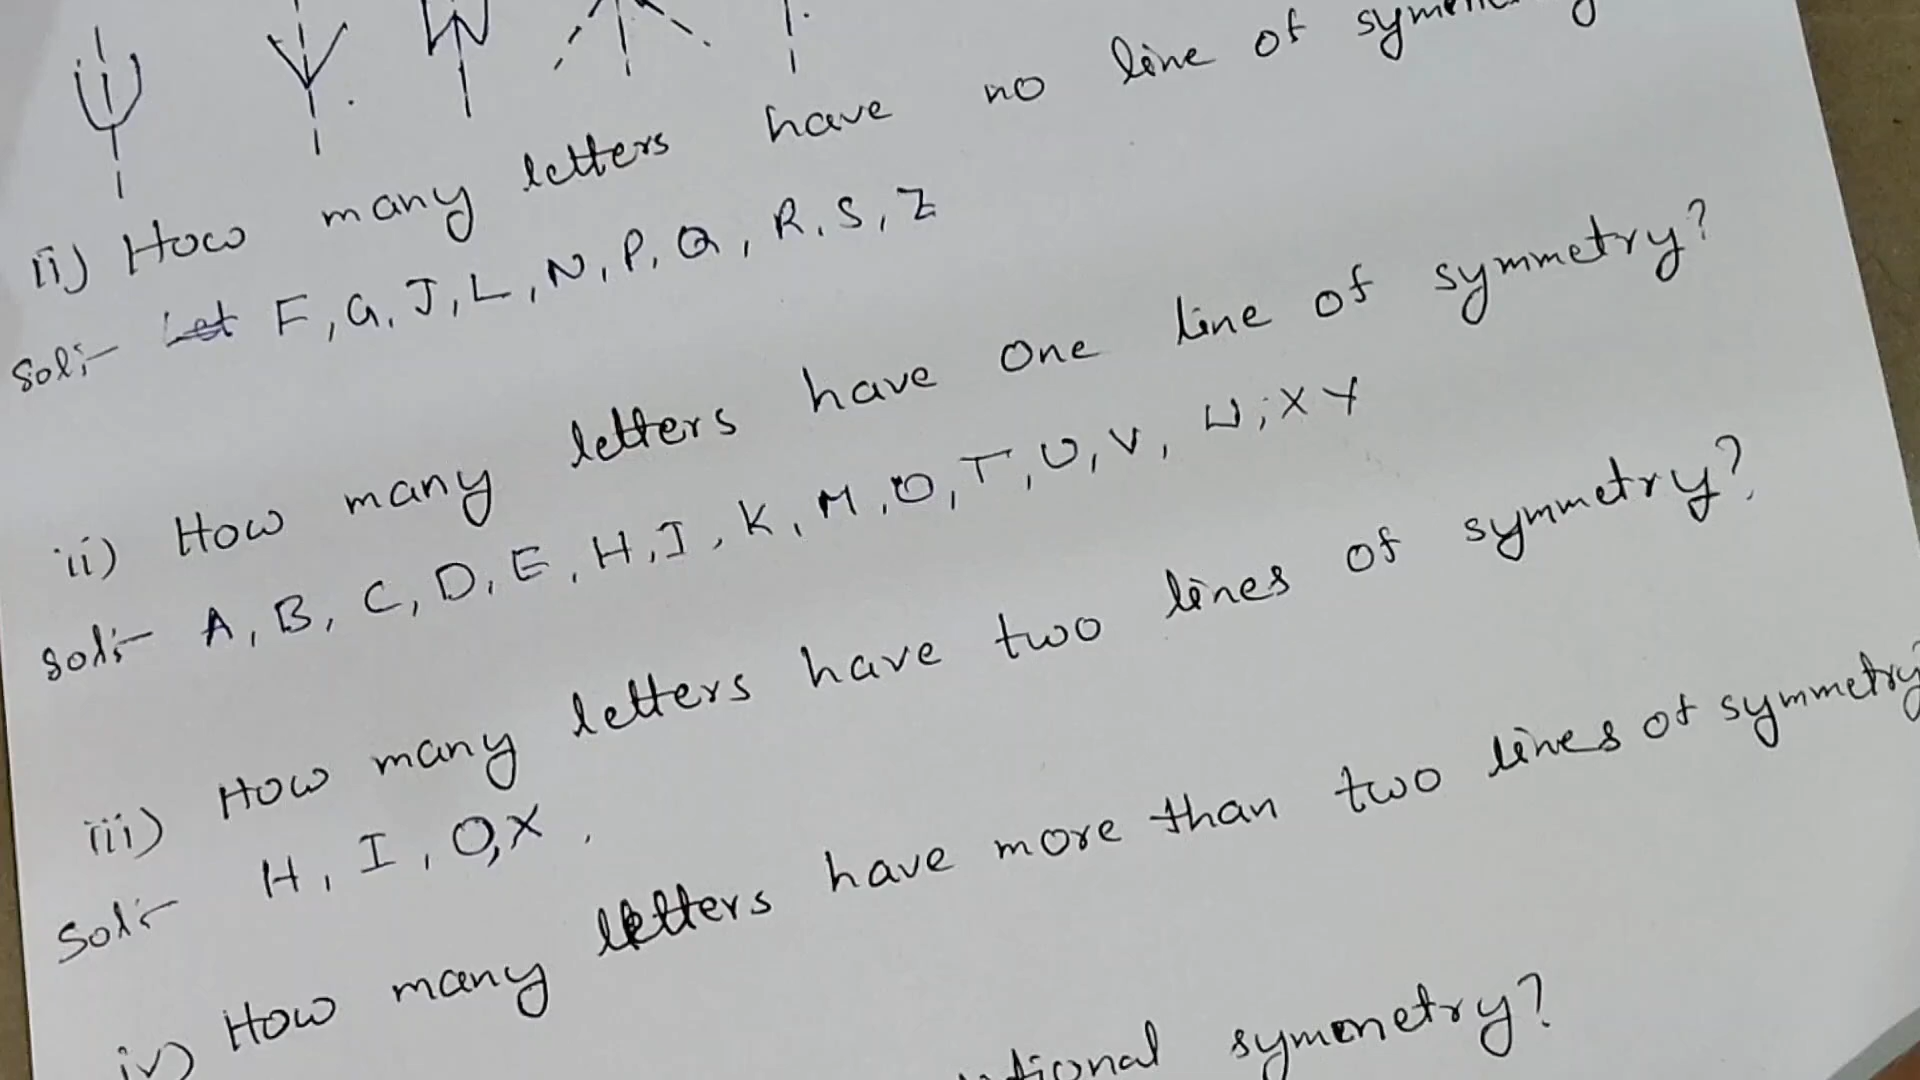 ii) How many letters have no line of
Sol:- F, G, J, L, N, P, Q, R, S, Z
ii) How many letters have one line of symmetry?
Sol:- A, B, C, D, E, H, I, K, M, O, T, U, V, W, X Y
iii) How many letters have two lines of symmetry?
Sol:- H, I, O, X.
iv) How many letters have more than two lines of symmetry
symmetry?